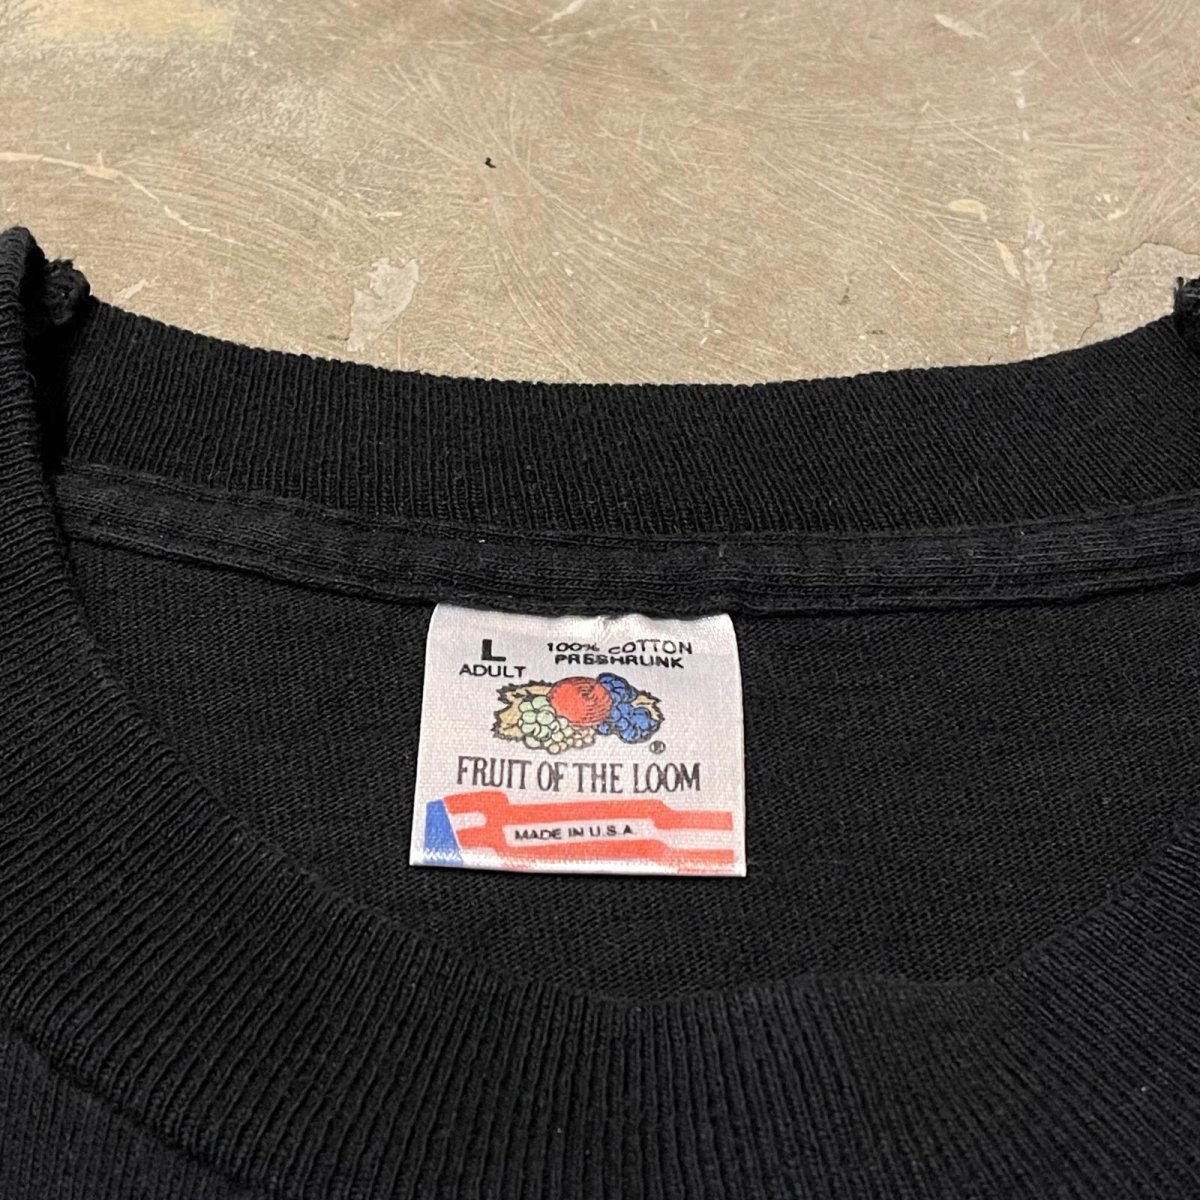 L
ADULT
100% COTTON
PRESHRUNK
®
FRUIT OF THE LOOM
MADE IN U.S.A.